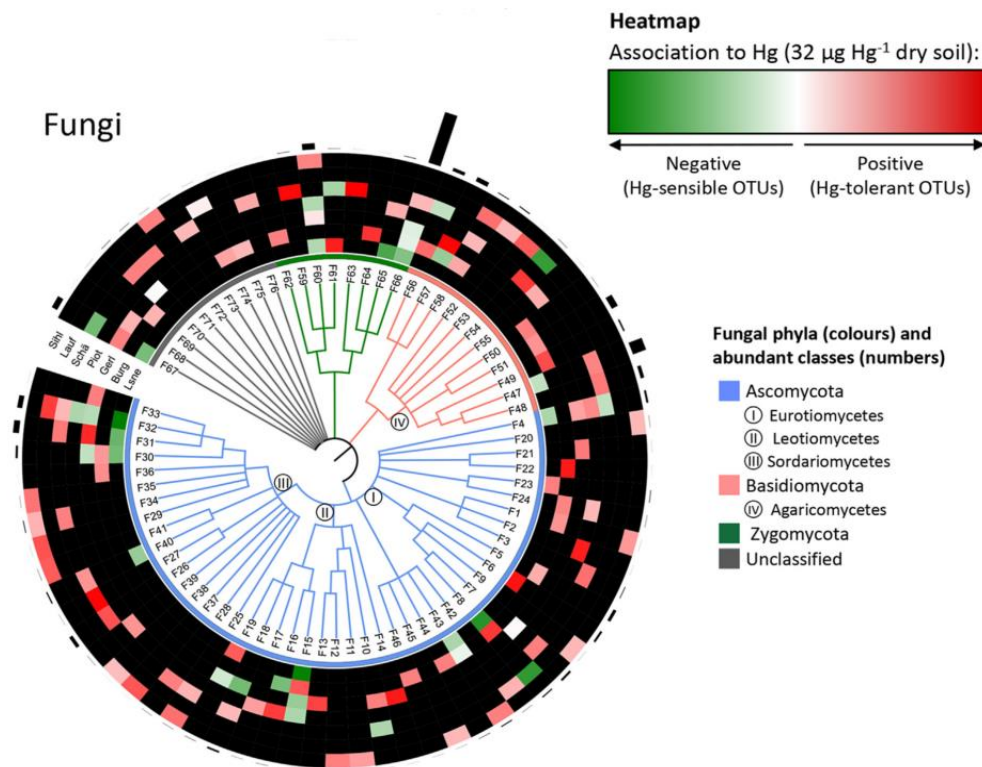 Heatmap
Association to Hg (32 µg Hg⁻¹ dry soil):
Negative
(Hg-sensible OTUs)
Positive
(Hg-tolerant OTUs)
Fungi
Sihl
Lauf
Schä
Piot
Gerl
Burg
Lsne
F62
F59
F60
F61
F63
F64
F65
F66
F56
F57
F58
F52
F53
F54
F55
F50
F51
F49
F47
F48
F4
F20
F21
F22
F23
F24
F1
F2
F3
F5
F6
F9
F7
F8
F42
F43
F44
F45
F46
F14
F10
F11
F12
F13
F15
F16
F17
F18
F19
F25
F28
F37
F38
F39
F26
F27
F40
F41
F29
F34
F35
F36
F30
F31
F32
F33
F67
F68
F69
F70
F71
F72
F73
F74
F75
F76
I
II
III
IV
Fungal phyla (colours) and
abundant classes (numbers)
Ascomycota
I Eurotiomycetes
II Leotiomycetes
III Sordariomycetes
Basidiomycota
IV Agaricomycetes
Zygomycota
Unclassified